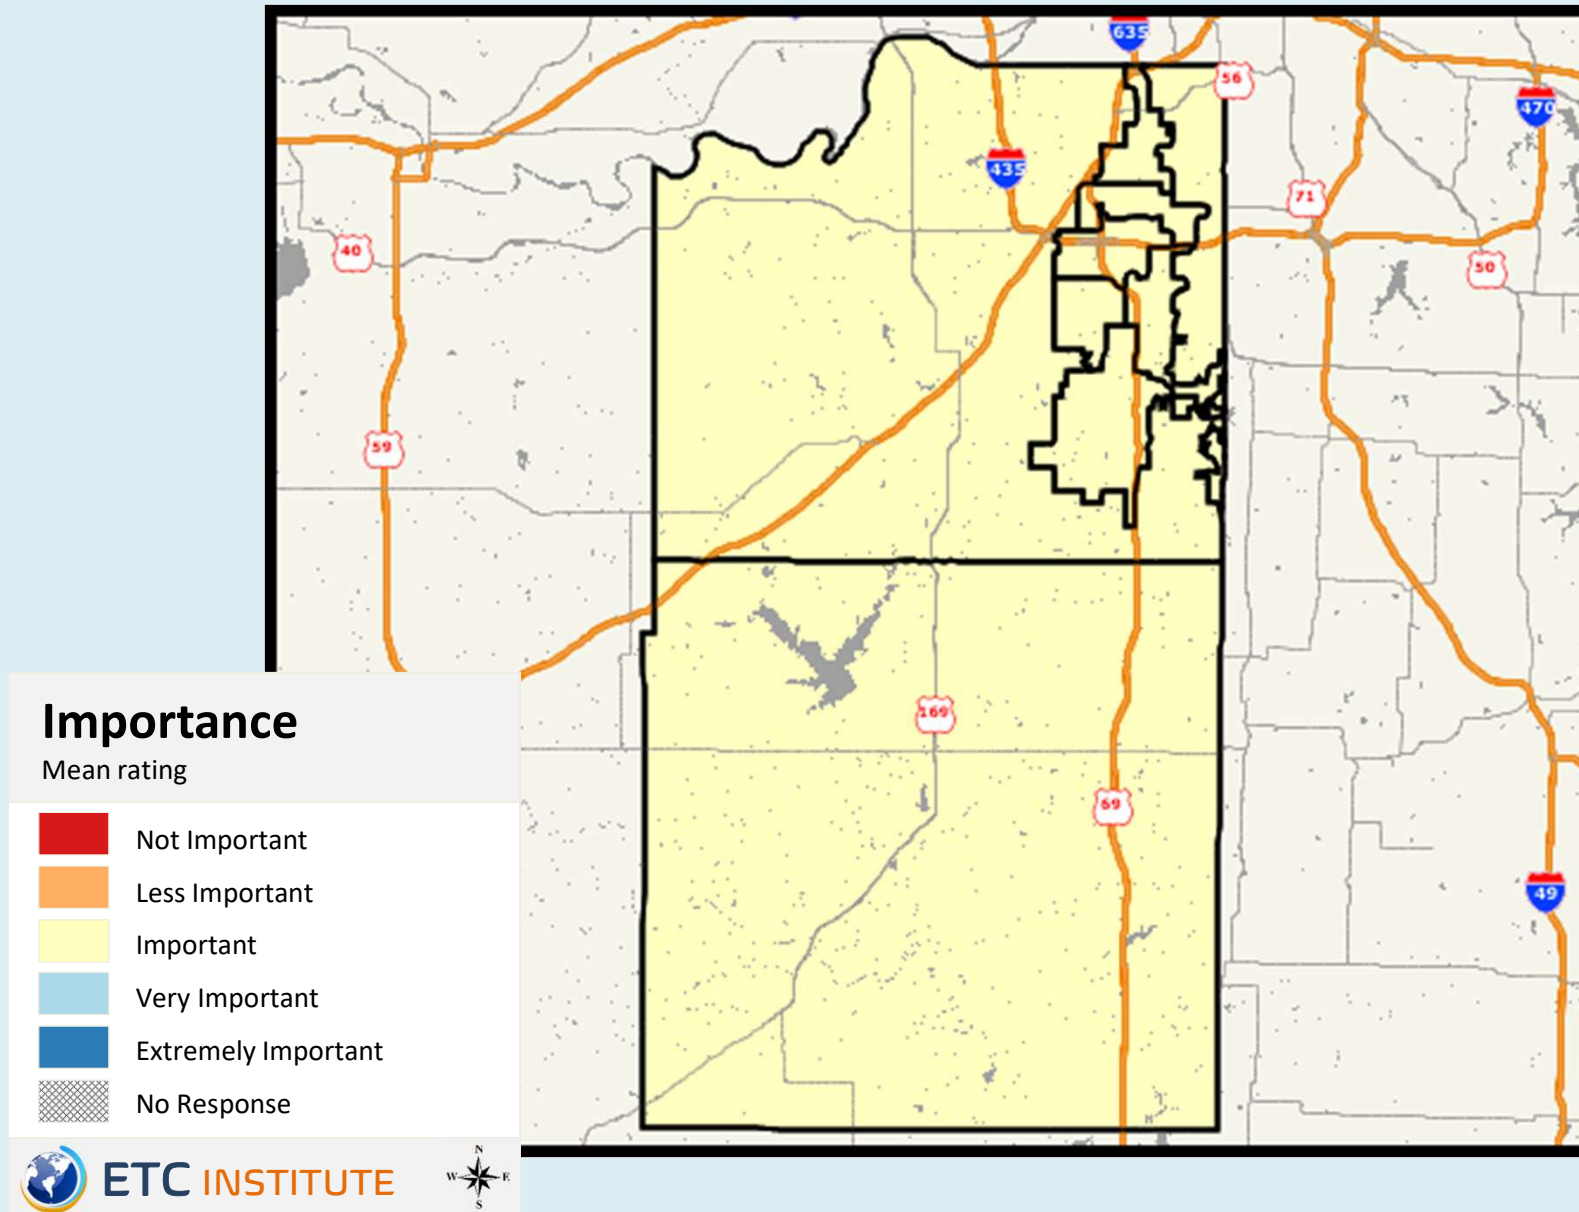 635
56
470
435
71
40
50
59
169
69
49
Importance
Mean rating
Not Important
Less Important
Important
Very Important
Extremely Important
No Response
ETC INSTITUTE
N
W E
S